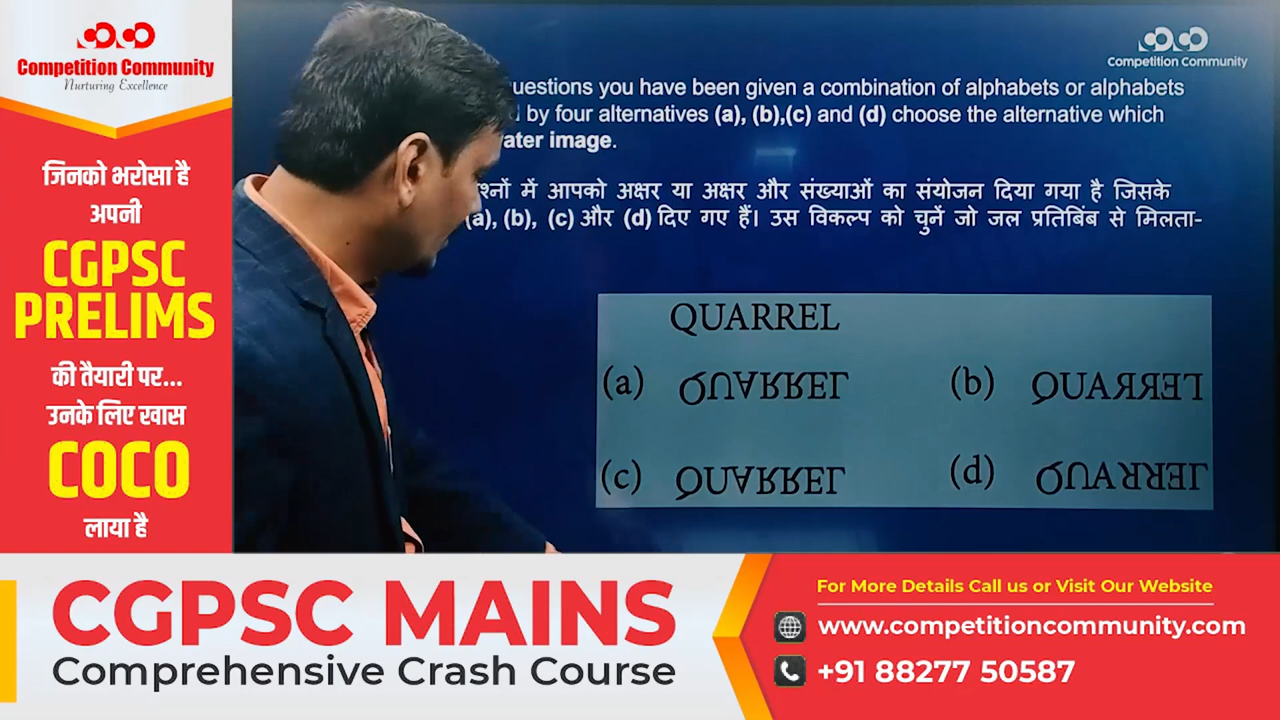 Competition Community
Nurturing Excellence
जिनको भरोसा है
अपनी
CGPSC
PRELIMS
की तैयारी पर...
उनके लिए खास
COCO
लाया है
Competition Community
uestions you have been given a combination of alphabets or alphabets
by four alternatives (a), (b),(c) and (d) choose the alternative which
ater image.
श्नों में आपको अक्षर या अक्षर और संख्याओं का संयोजन दिया गया है जिसके
(a), (b), (c) और (d) दिए गए हैं। उस विकल्प को चुनें जो जल प्रतिबिंब से मिलता-
QUARREL
(a)
(b)
(c)
(d)
CGPSC MAINS
Comprehensive Crash Course
For More Details Call us or Visit Our Website
www.competitioncommunity.com
+91 88277 50587